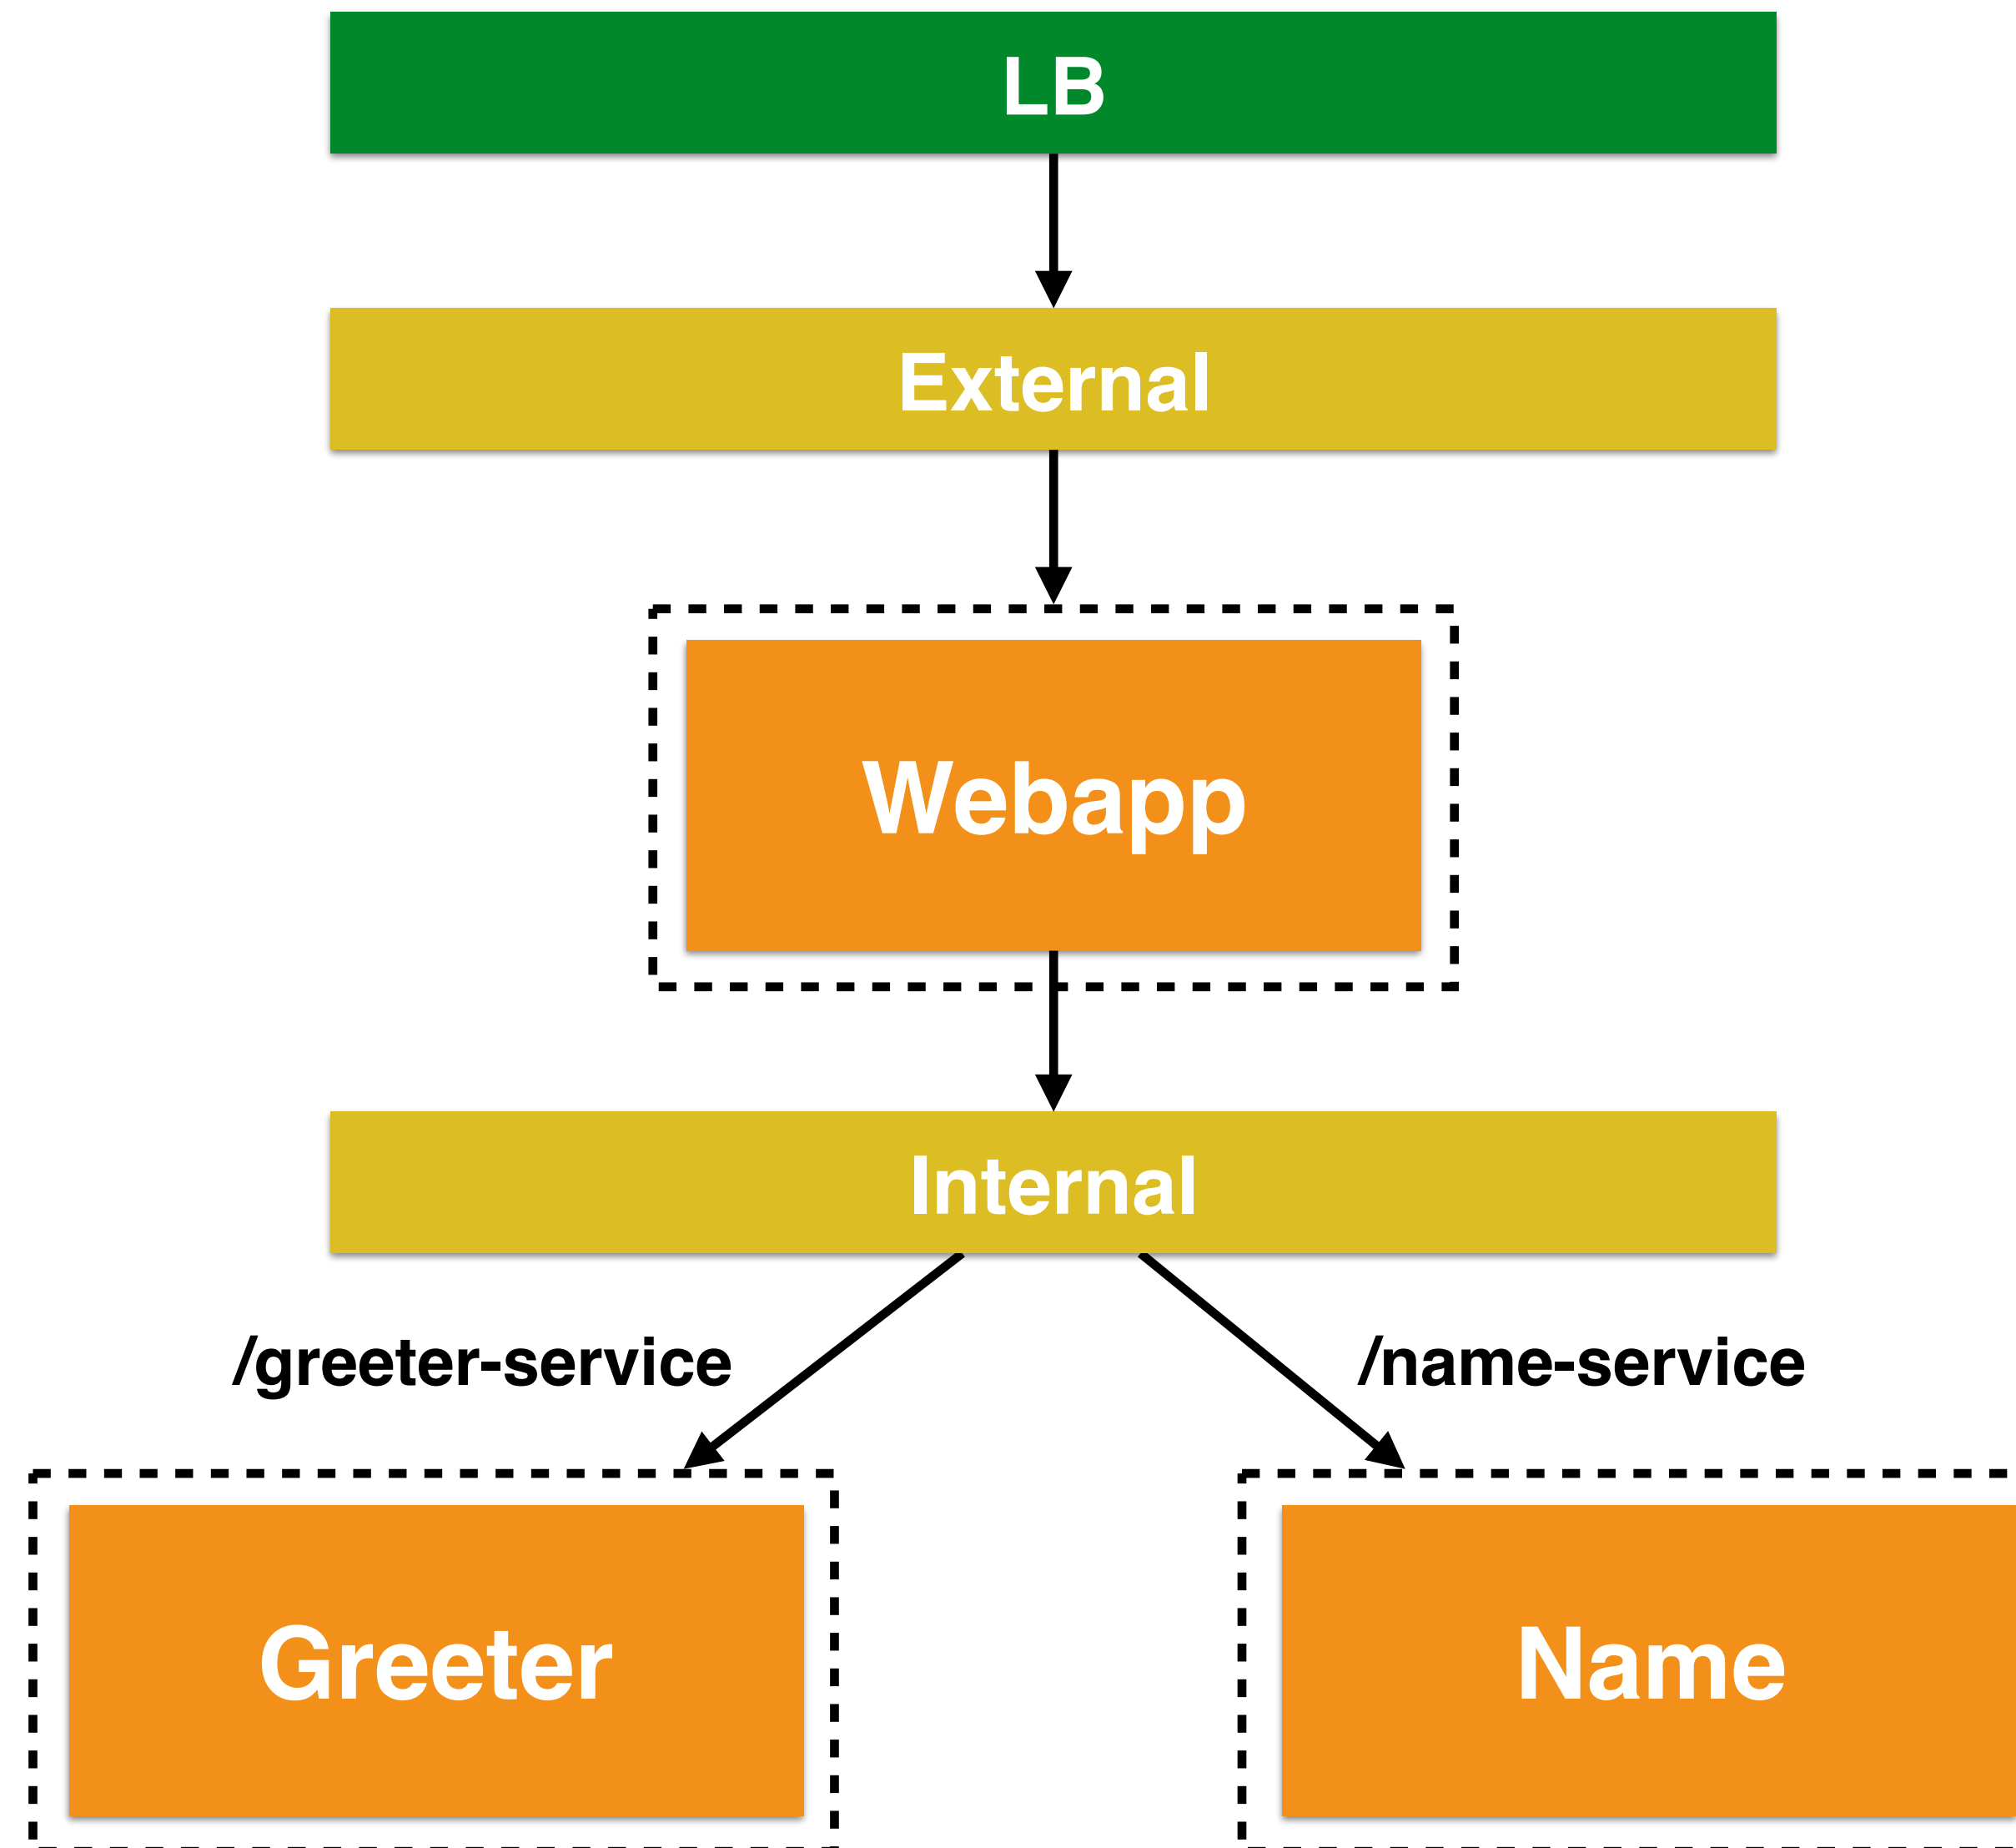 LB
External
Webapp
Internal
/greeter-service
/name-service
Greeter
Name